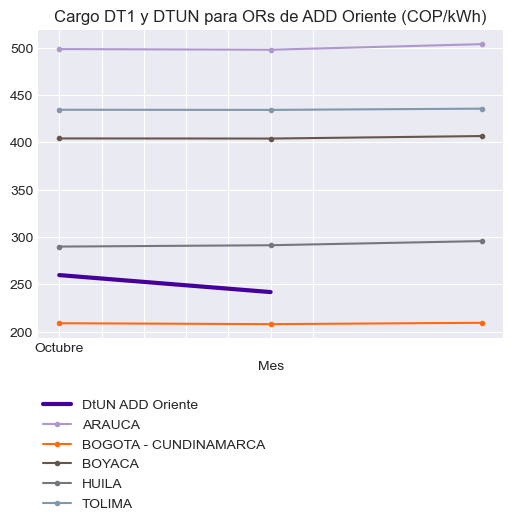 Cargo DT1 y DTUN para ORs de ADD Oriente (COP/kWh)
500
450
400
350
300
250
200
Octubre
Mes
DtUN ADD Oriente
ARAUCA
BOGOTA - CUNDINAMARCA
BOYACA
HUILA
TOLIMA